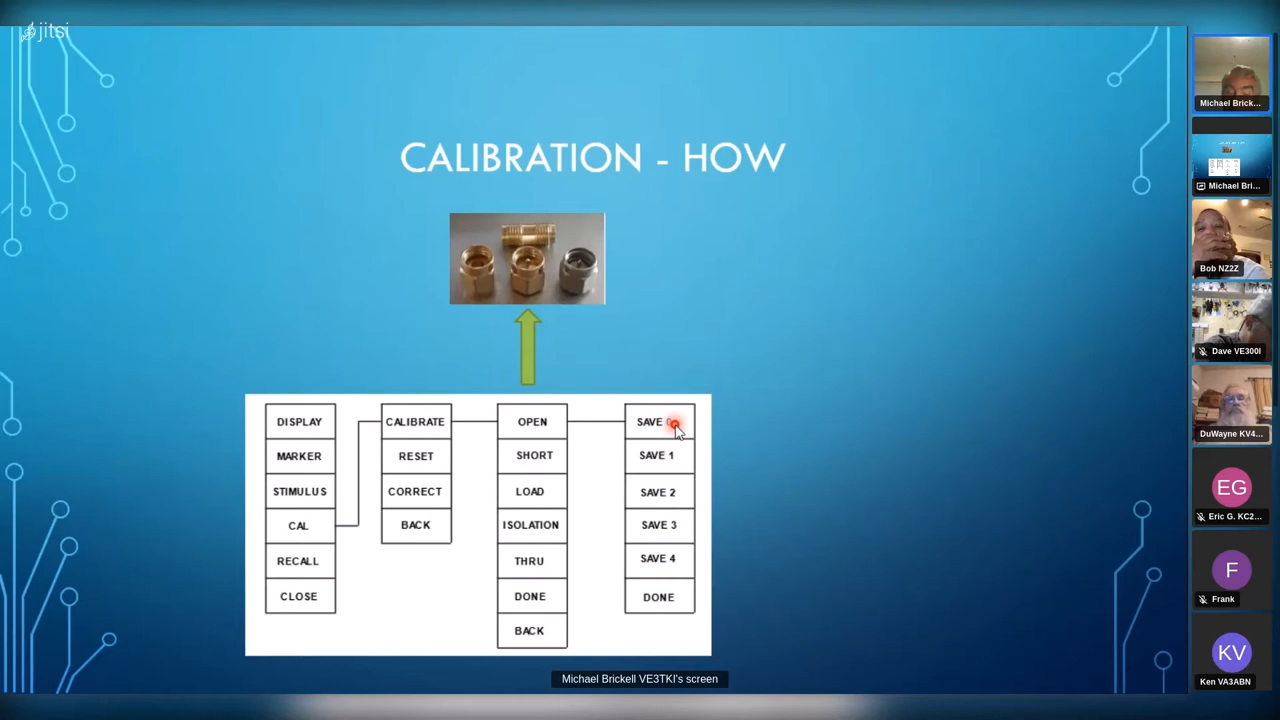 jitsi
CALIBRATION - HOW
DISPLAY
MARKER
STIMULUS
CAL
RECALL
CLOSE
CALIBRATE
RESET
CORRECT
BACK
OPEN
SHORT
LOAD
ISOLATION
THRU
DONE
BACK
SAVE
SAVE 1
SAVE 2
SAVE 3
SAVE 4
DONE
Michael Brickell VE3TKI's screen
Michael Brick...
Michael Bri...
Bob NZ2Z
Dave VE3OOI
DuWayne KV4...
EG
Eric G. KC2...
F
Frank
KV
Ken VA3ABN